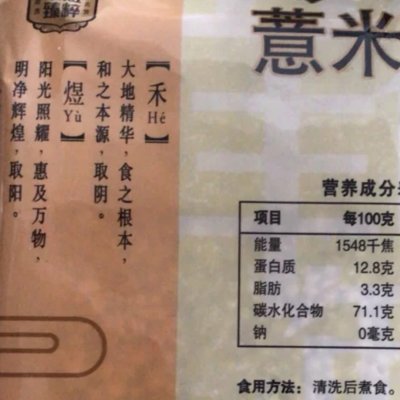 臻粹
薏米
【禾】
Hé
大地精华，食之根本，
和之本源，取阴。
【煜】
Yù
阳光照耀，惠及万物，
明净辉煌，取阳。
营养成分
项目 每100克
能量 1548千焦
蛋白质 12.8克
脂肪 3.3克
碳水化合物 71.1克
钠 0毫克
食用方法：清洗后煮食。